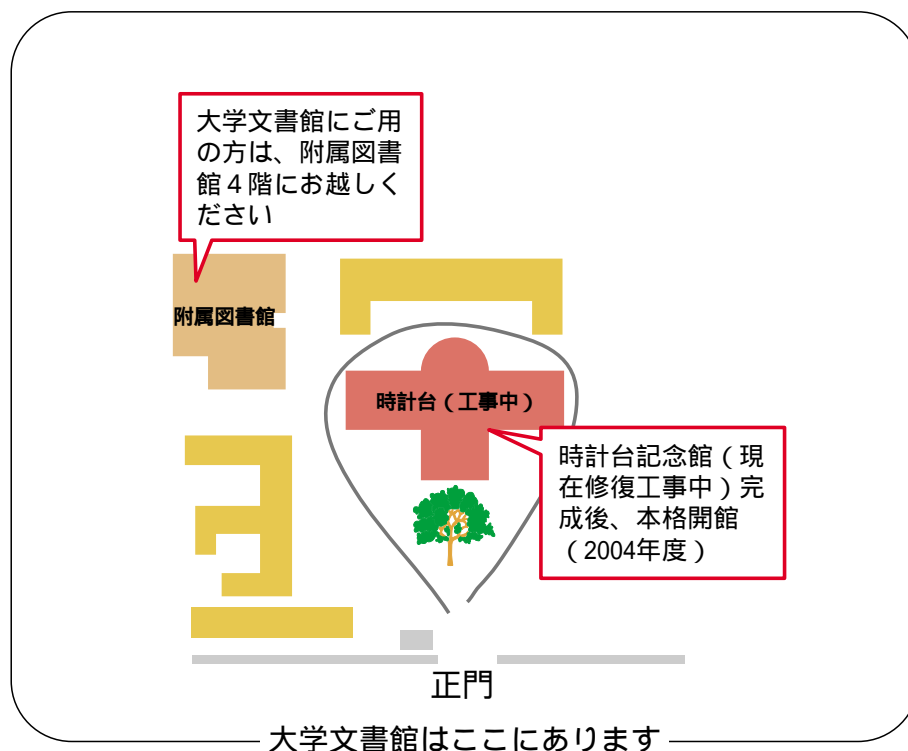 大学文書館にご用
の方は、附属図書
館４階にお越しく
ださい
附属図書館
時計台（工事中）
時計台記念館（現
在修復工事中）完
成後、本格開館
（2004年度）
正門
大学文書館はここにあります